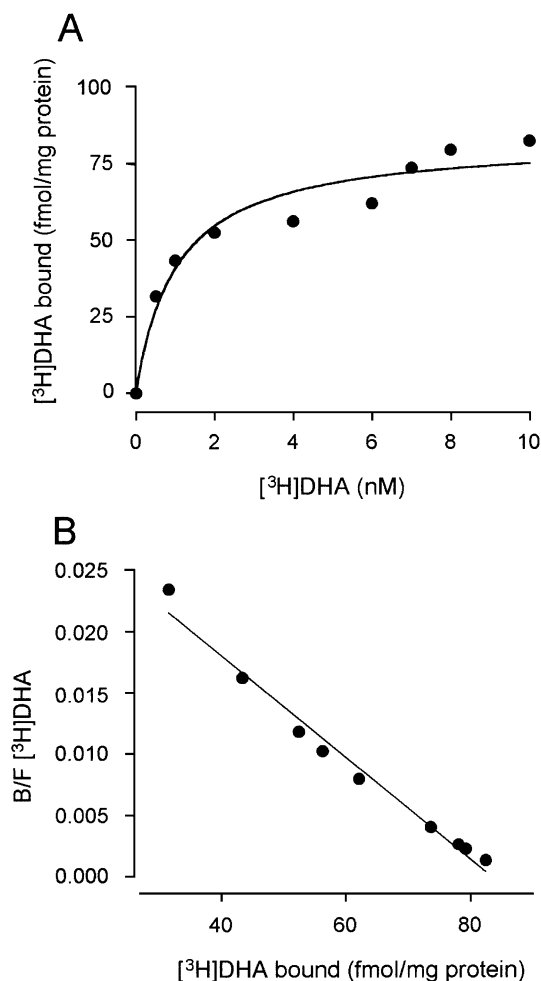 A
[³H]DHA bound (fmol/mg protein)
100
75
50
25
0
0 2 4 6 8 10
[³H]DHA (nM)
B
B/F [³H]DHA
0.025
0.020
0.015
0.010
0.005
0.000
40 60 80
[³H]DHA bound (fmol/mg protein)